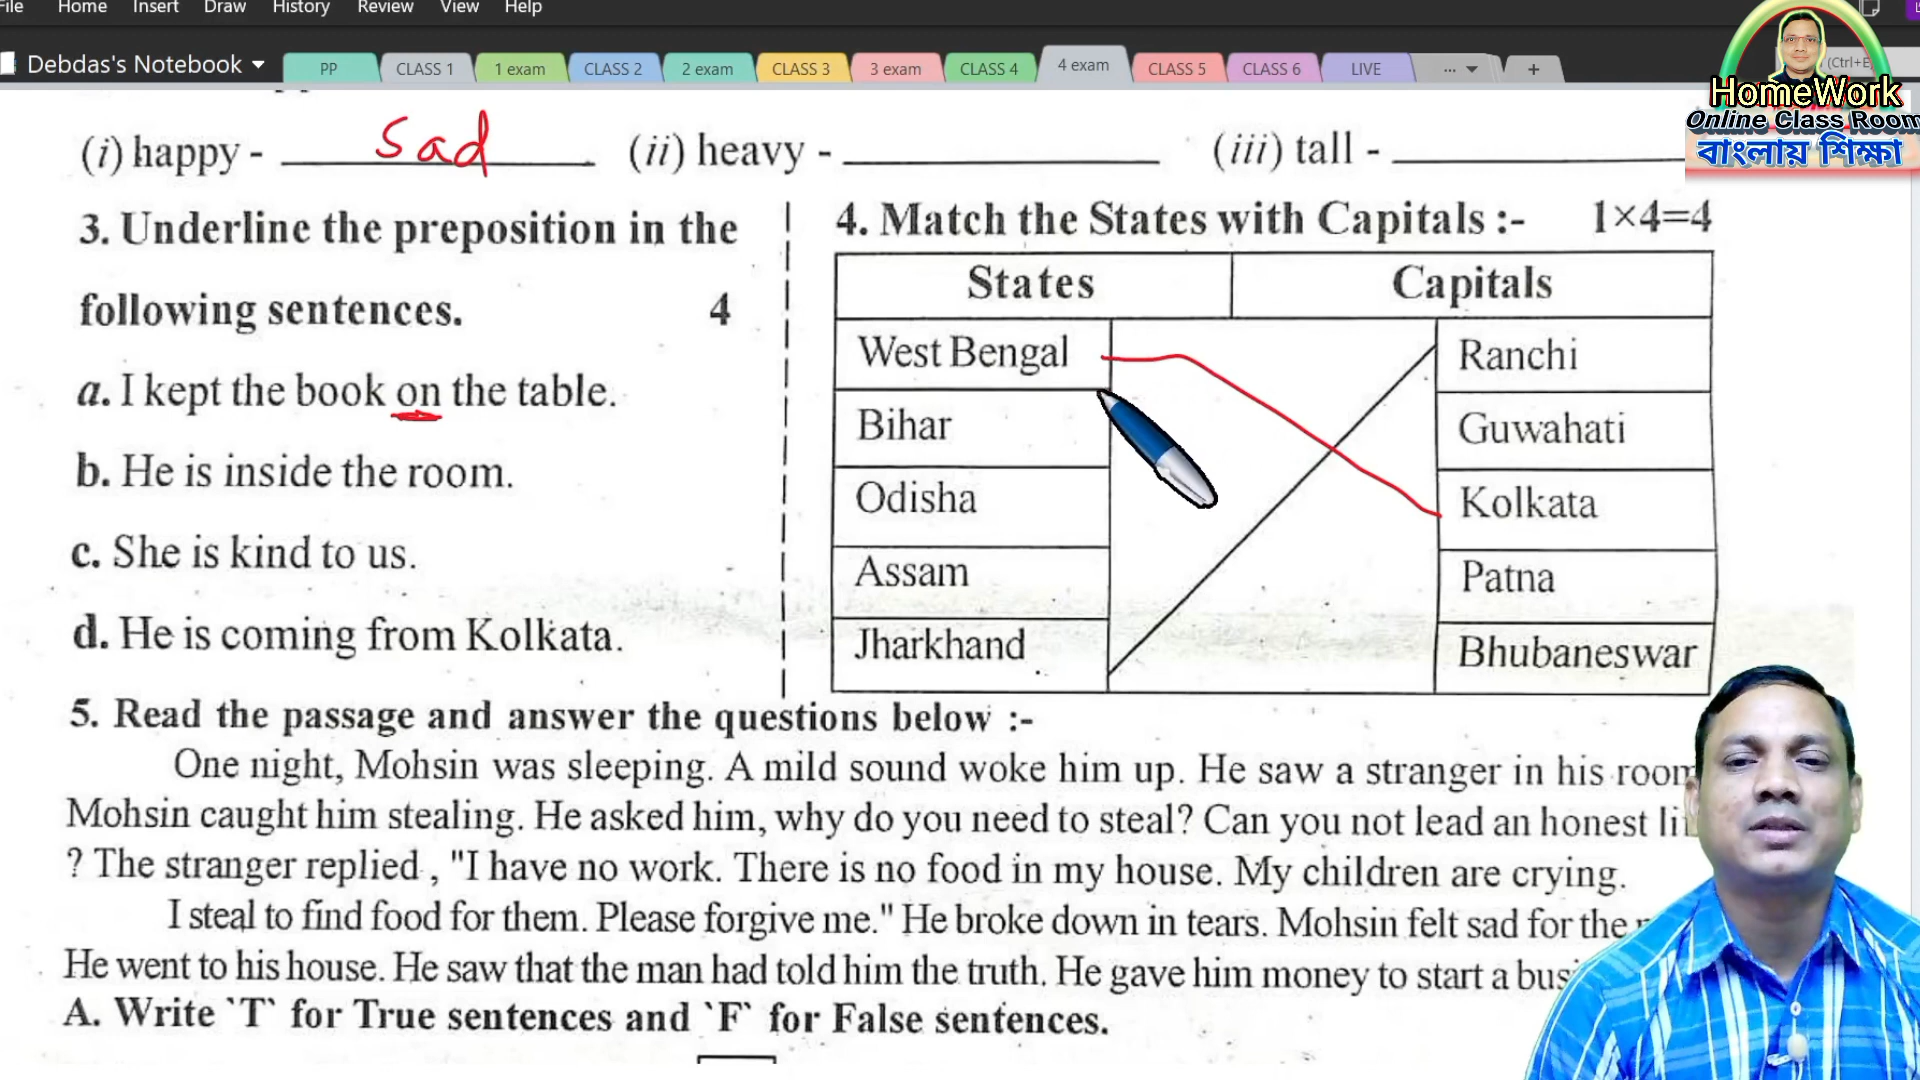 File Home Insert Draw History Review View Help
Debdas's Notebook PP CLASS 1 1 exam CLASS 2 2 exam CLASS 3 3 exam CLASS 4 4 exam CLASS 5 CLASS 6 LIVE ... + (Ctrl+E)
HomeWork
Online Class Room
বাংলায় শিক্ষা
(i) happy - sad (ii) heavy - (iii) tall -
3. Underline the preposition in the
following sentences. 4
a. I kept the book on the table.
b. He is inside the room.
c. She is kind to us.
d. He is coming from Kolkata.
4. Match the States with Capitals :- 1×4=4
States Capitals
West Bengal Ranchi
Bihar Guwahati
Odisha Kolkata
Assam Patna
Jharkhand Bhubaneswar
5. Read the passage and answer the questions below :-
One night, Mohsin was sleeping. A mild sound woke him up. He saw a stranger in his room
Mohsin caught him stealing. He asked him, why do you need to steal? Can you not lead an honest
? The stranger replied , "I have no work. There is no food in my house. My children are crying.
I steal to find food for them. Please forgive me." He broke down in tears. Mohsin felt sad for the
He went to his house. He saw that the man had told him the truth. He gave him money to start a
A. Write `T` for True sentences and `F` for False sentences.